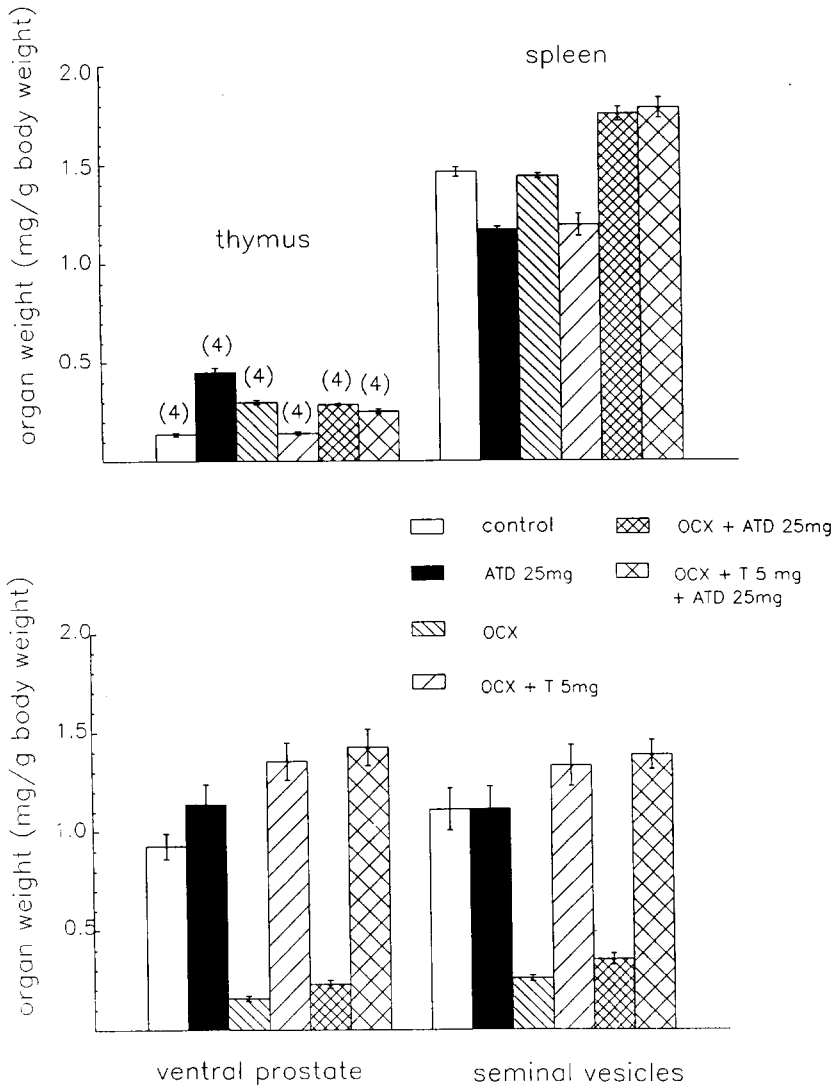 spleen
thymus
organ weight (mg/g body weight)
2.0
1.5
1.0
0.5
(4)
(4)
(4)
(4)
(4)
(4)
control
ATD 25mg
OCX
OCX + T 5mg
OCX + ATD 25mg
OCX + T 5 mg
+ ATD 25mg
organ weight (mg/g body weight)
2.0
1.5
1.0
0.5
ventral prostate
seminal vesicles